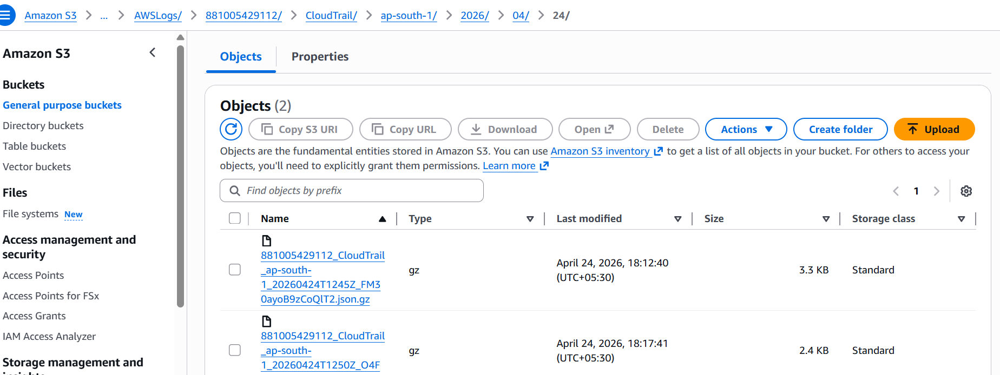 Amazon S3 > ... > AWSLogs/ > 881005429112/ > CloudTrail/ > ap-south-1/ > 2026/ > 04/ > 24/
Amazon S3
Buckets
General purpose buckets
Directory buckets
Table buckets
Vector buckets
Files
File systems New
Access management and
security
Access Points
Access Points for FSx
Access Grants
IAM Access Analyzer
Storage management and
Objects
Properties
Objects (2)
Copy S3 URI
Copy URL
Download
Open
Delete
Actions
Create folder
Upload
Objects are the fundamental entities stored in Amazon S3. You can use Amazon S3 inventory to get a list of all objects in your bucket. For others to access your
objects, you'll need to explicitly grant them permissions. Learn more
Find objects by prefix
1
Name Type Last modified Size Storage class
881005429112_CloudTrail
_ap-south-
1_20260424T1245Z_FM3
0ayoB9zCoQlT2.json.gz
gz
April 24, 2026, 18:12:40
(UTC+05:30)
3.3 KB
Standard
881005429112_CloudTrail
_ap-south-
1_20260424T1250Z_O4F
gz
April 24, 2026, 18:17:41
(UTC+05:30)
2.4 KB
Standard